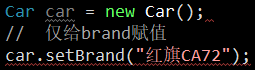 Car car = new Car();
//  仅给brand赋值
car.setBrand("红旗CA72");